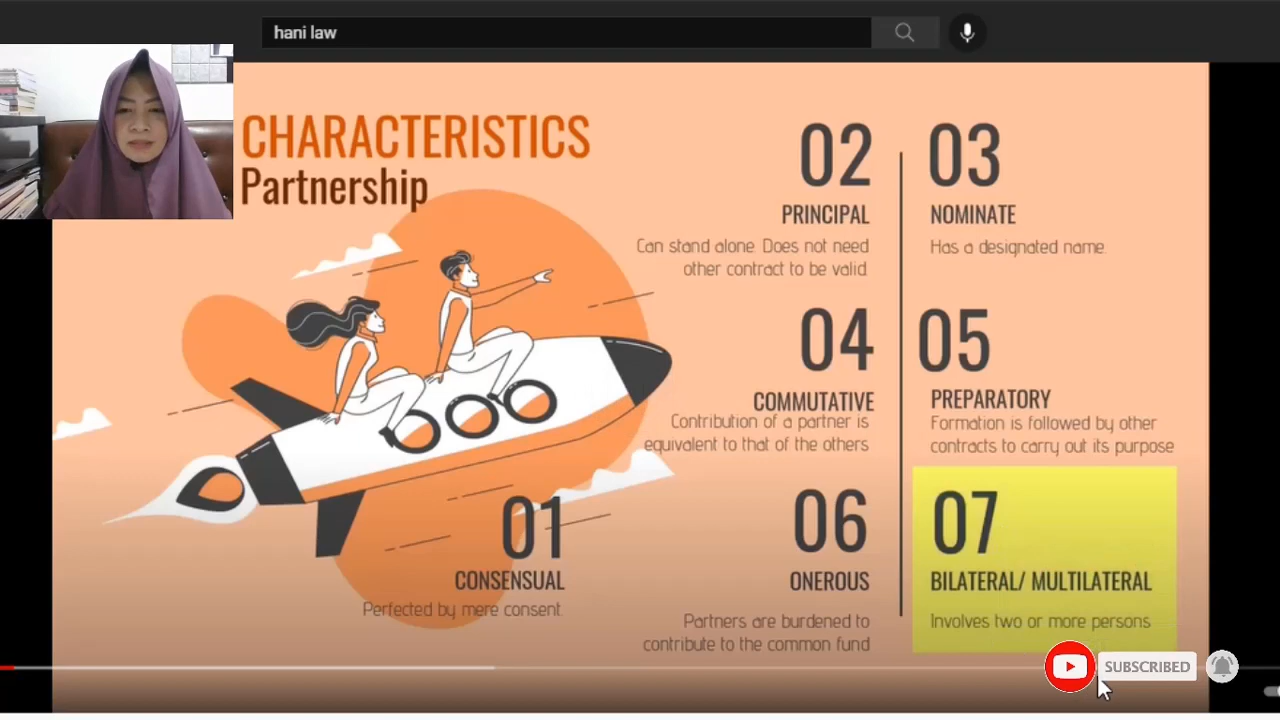 hani law
CHARACTERISTICS
Partnership
01
CONSENSUAL
Perfected by mere consent.
02
PRINCIPAL
Can stand alone. Does not need
other contract to be valid.
03
NOMINATE
Has a designated name.
04
COMMUTATIVE
Contribution of a partner is
equivalent to that of the others
05
PREPARATORY
Formation is followed by other
contracts to carry out its purpose
06
ONEROUS
Partners are burdened to
contribute to the common fund
07
BILATERAL/ MULTILATERAL
Involves two or more persons
SUBSCRIBED